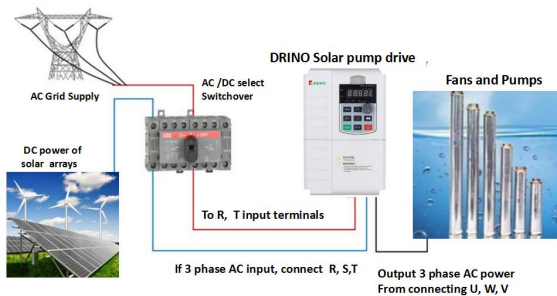 DRINO Solar pump drive
Fans and Pumps
AC Grid Supply
AC /DC select
Switchover
DC power of
solar arrays
To R, T input terminals
If 3 phase AC input, connect R, S,T
Output 3 phase AC power
From connecting U, W, V